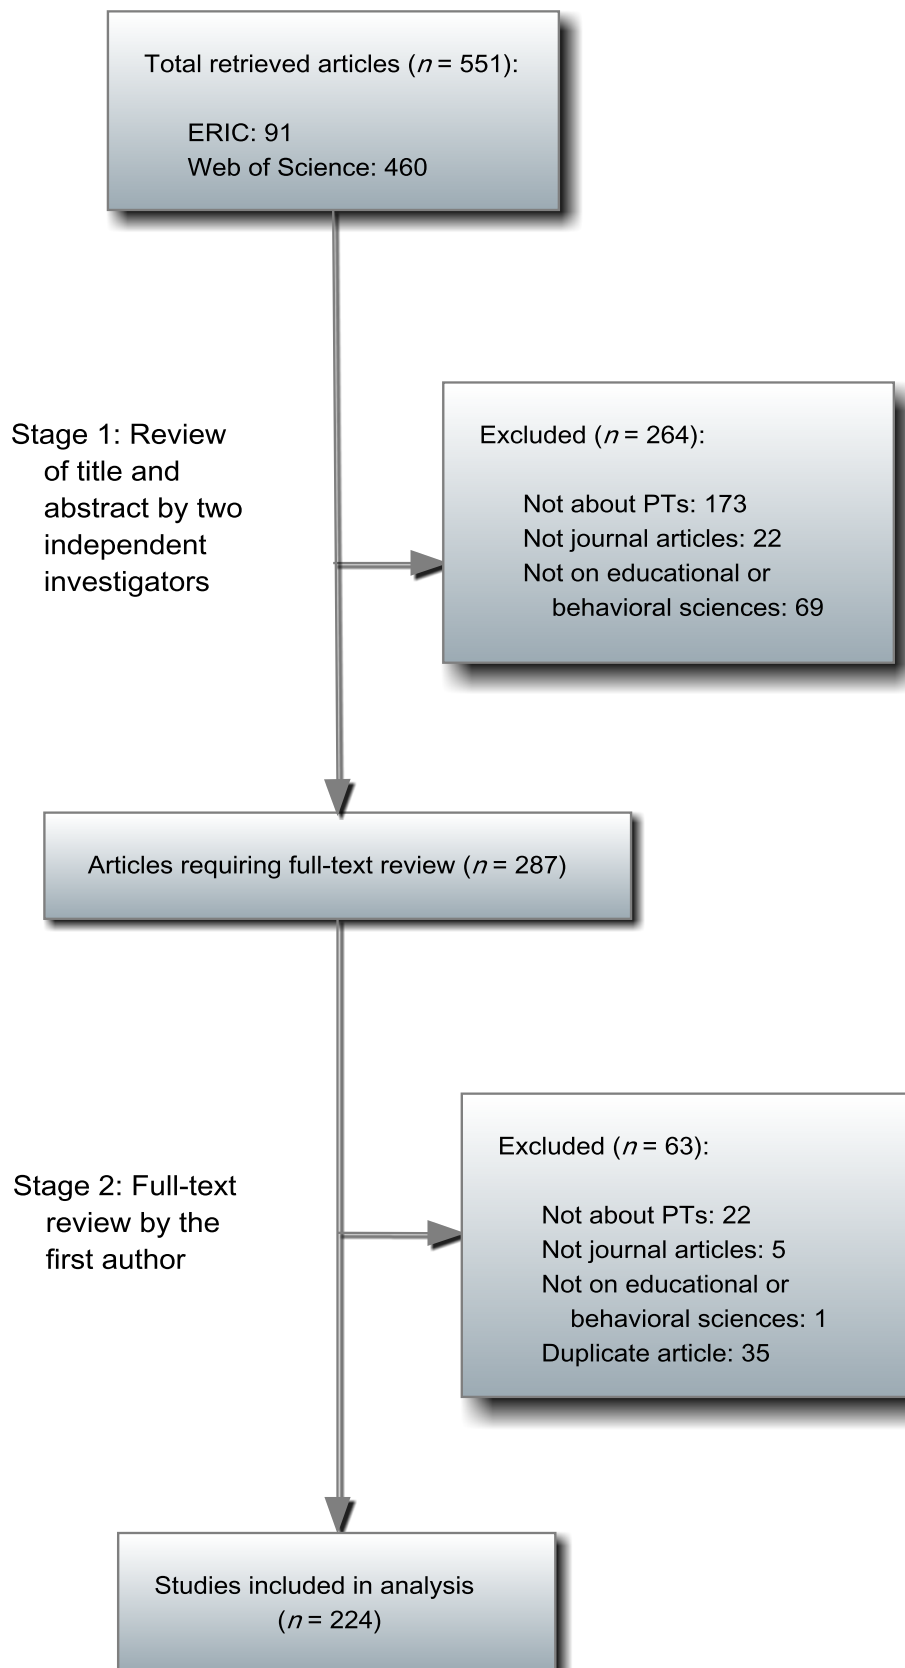 Total retrieved articles (n = 551):
ERIC: 91
Web of Science: 460
Stage 1: Review
of title and
abstract by two
independent
investigators
Excluded (n = 264):
Not about PTs: 173
Not journal articles: 22
Not on educational or
behavioral sciences: 69
Articles requiring full-text review (n = 287)
Stage 2: Full-text
review by the
first author
Excluded (n = 63):
Not about PTs: 22
Not journal articles: 5
Not on educational or
behavioral sciences: 1
Duplicate article: 35
Studies included in analysis
(n = 224)